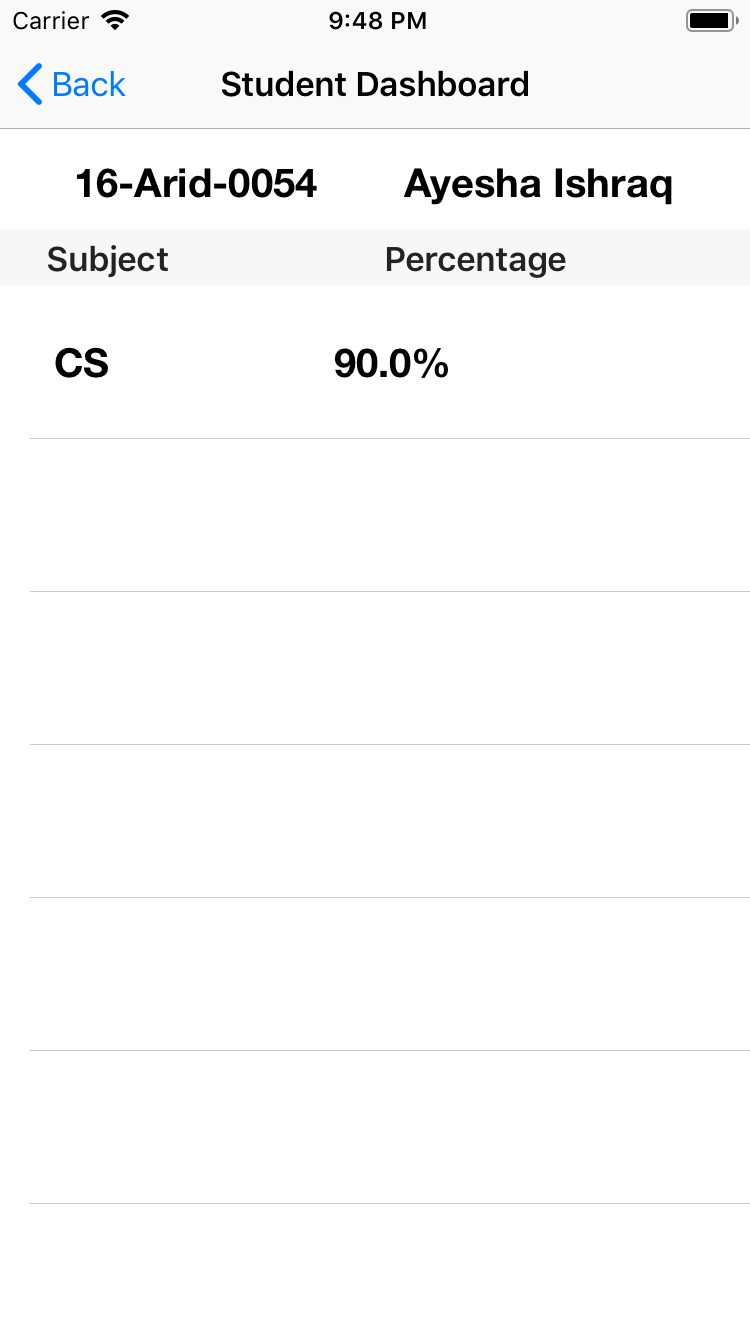 Carrier 9:48 PM
Back Student Dashboard
16-Arid-0054 Ayesha Ishraq
Subject Percentage
CS 90.0%